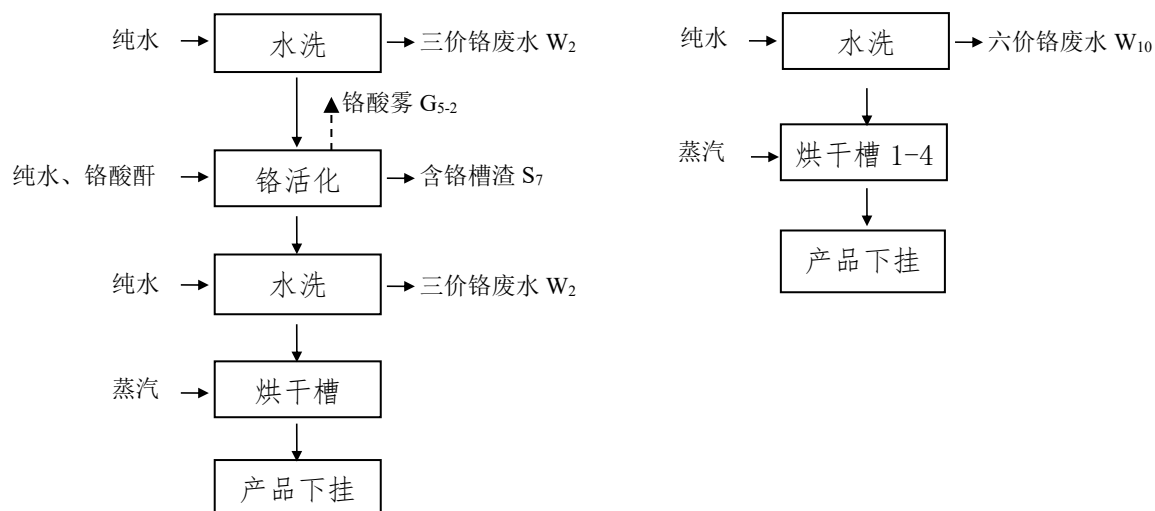 纯水 水洗 三价铬废水 W2
铬酸雾 G5-2
纯水、铬酸酐 铬活化 含铬槽渣 S7
纯水 水洗 三价铬废水 W2
蒸汽 烘干槽
产品下挂
纯水 水洗 六价铬废水 W10
蒸汽 烘干槽 1-4
产品下挂